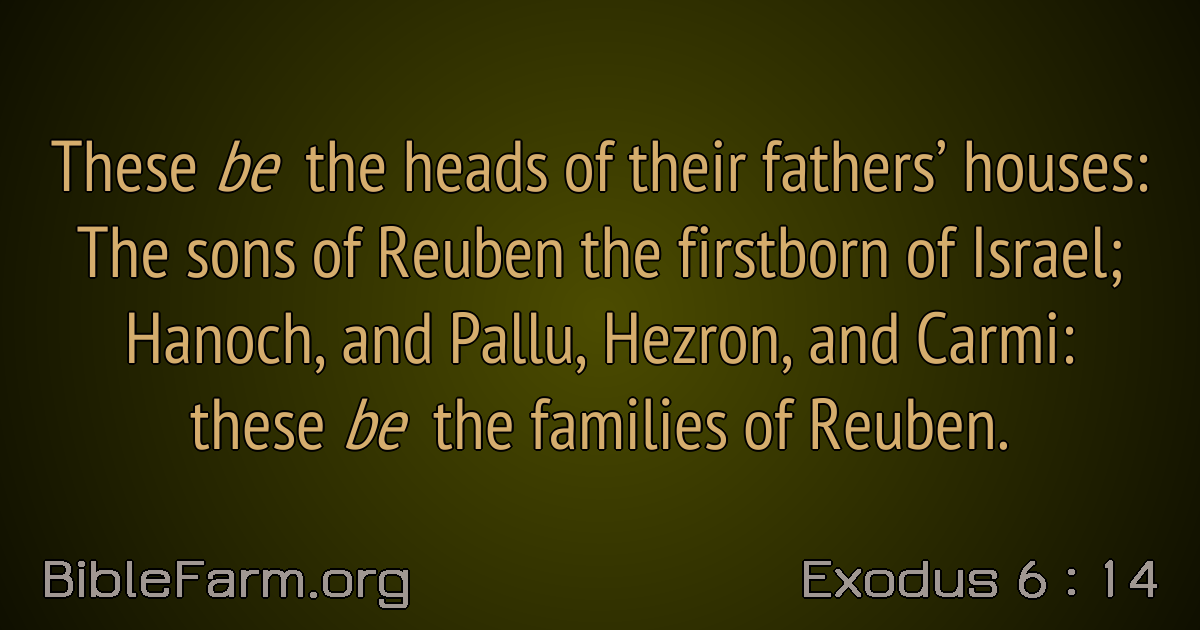 These be the heads of their fathers’ houses:
The sons of Reuben the firstborn of Israel;
Hanoch, and Pallu, Hezron, and Carmi:
these be the families of Reuben.
BibleFarm.org
Exodus 6 : 14